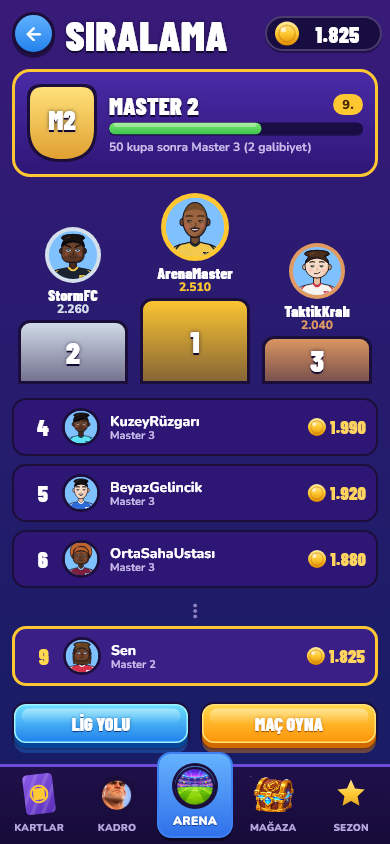 SIRALAMA
1.825
M2
MASTER 2
9.
50 kupa sonra Master 3 (2 galibiyet)
ArenaMaster
2.510
StormFC
2.260
TaktikKralı
2.040
2
1
3
4
KuzeyRüzgarı
Master 3
1.990
5
BeyazGelincik
Master 3
1.920
6
OrtaSahaUstası
Master 3
1.880
9
Sen
Master 2
1.825
LİG YOLU
MAÇ OYNA
KARTLAR
KADRO
ARENA
MAĞAZA
SEZON